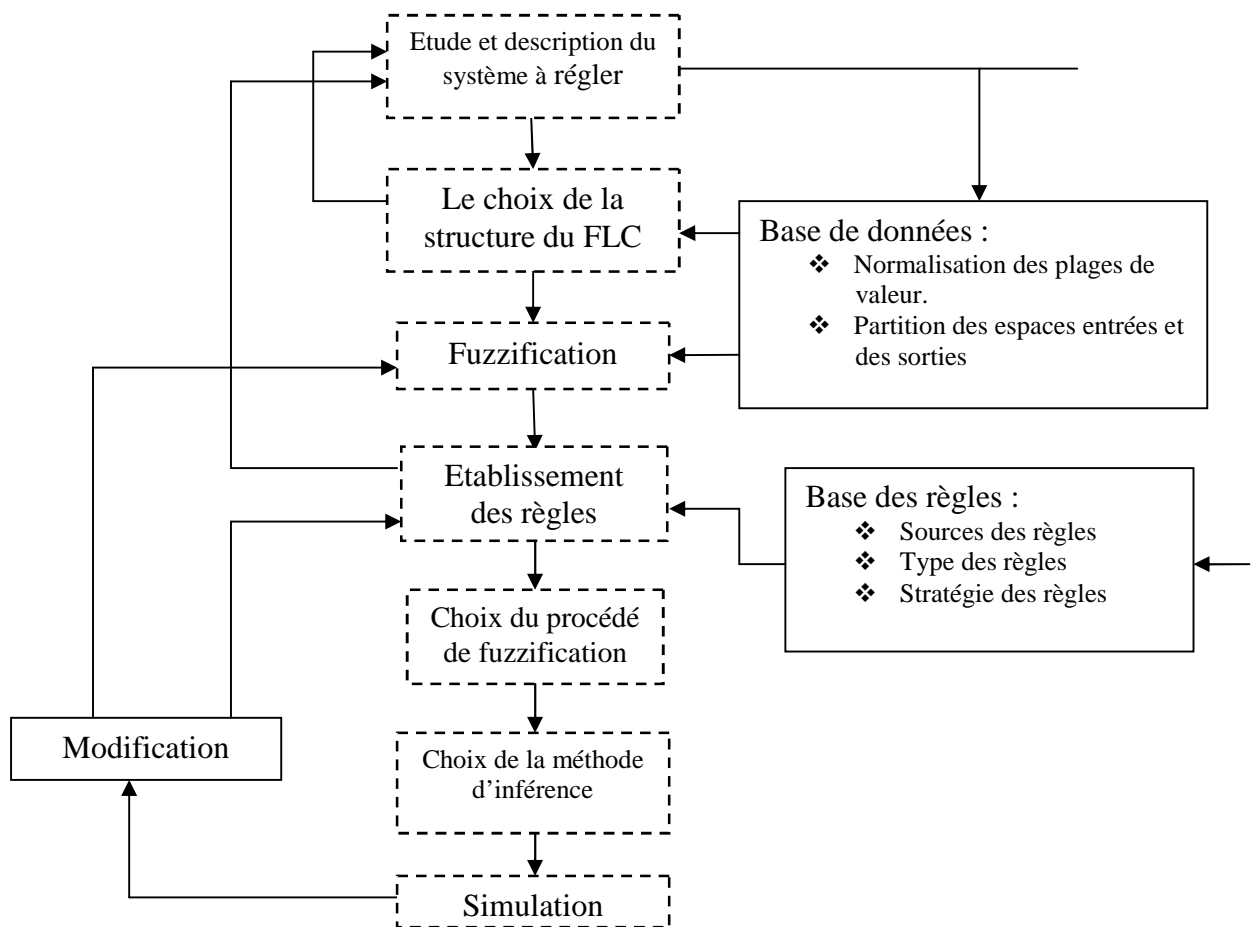 Etude et description du
système à régler
Le choix de la
structure du FLC
Base de données :
❖ Normalisation des plages de
valeur.
❖ Partition des espaces entrées et
des sorties
Fuzzification
Etablissement
des règles
Base des règles :
❖ Sources des règles
❖ Type des règles
❖ Stratégie des règles
Choix du procédé
de fuzzification
Modification
Choix de la méthode
d’inférence
Simulation